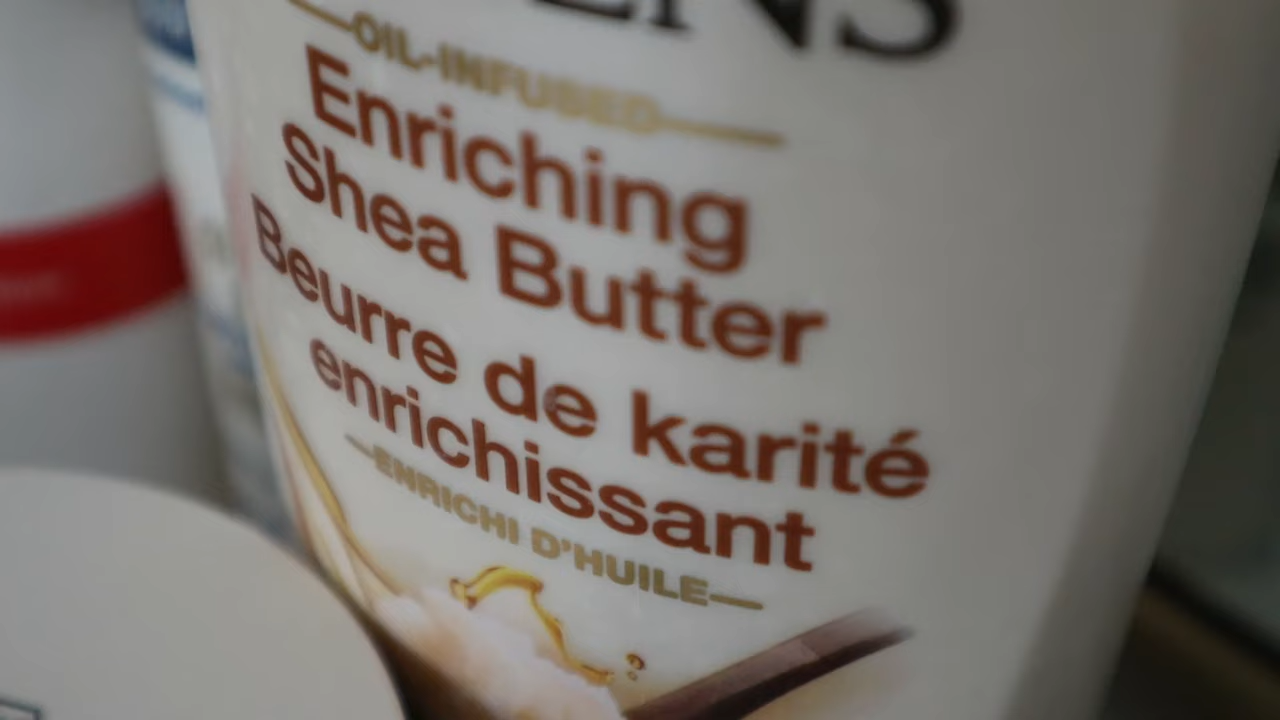 OIL-INFUSED
Enriching
Shea Butter
Beurre de karité
enrichissant
ENRICHI D'HUILE